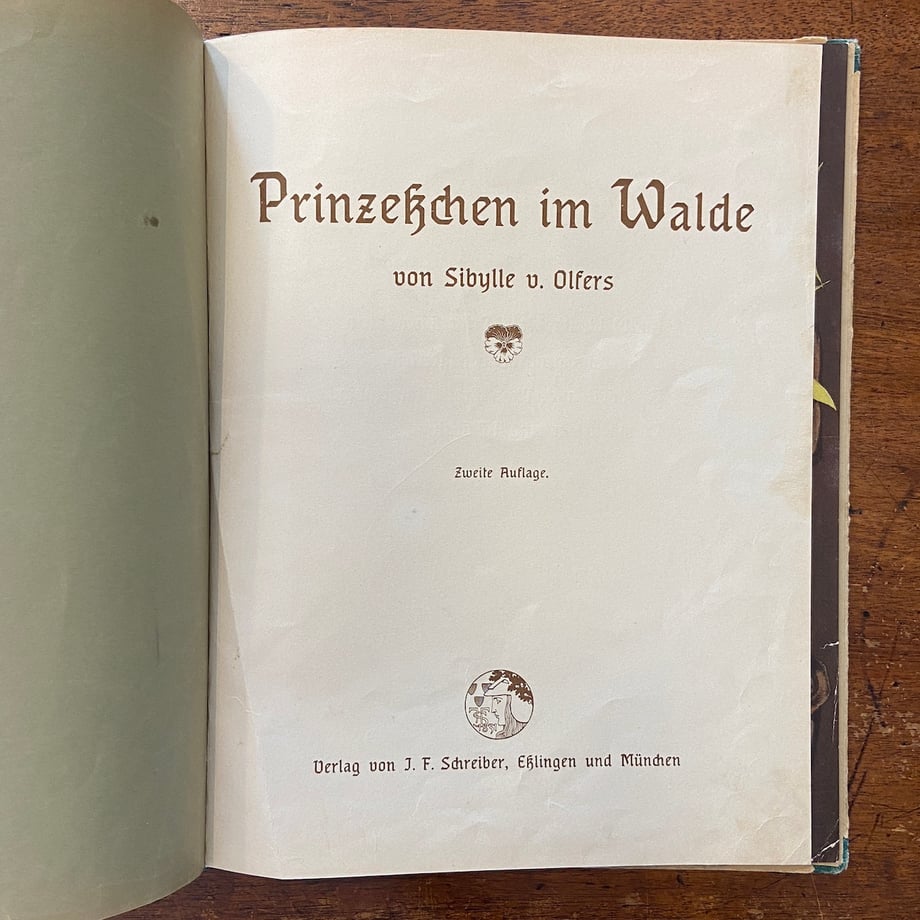 Prinzeßchen im Walde
von Sibylle v. Olfers
Zweite Auflage.
Verlag von J. F. Schreiber, Eßlingen und München